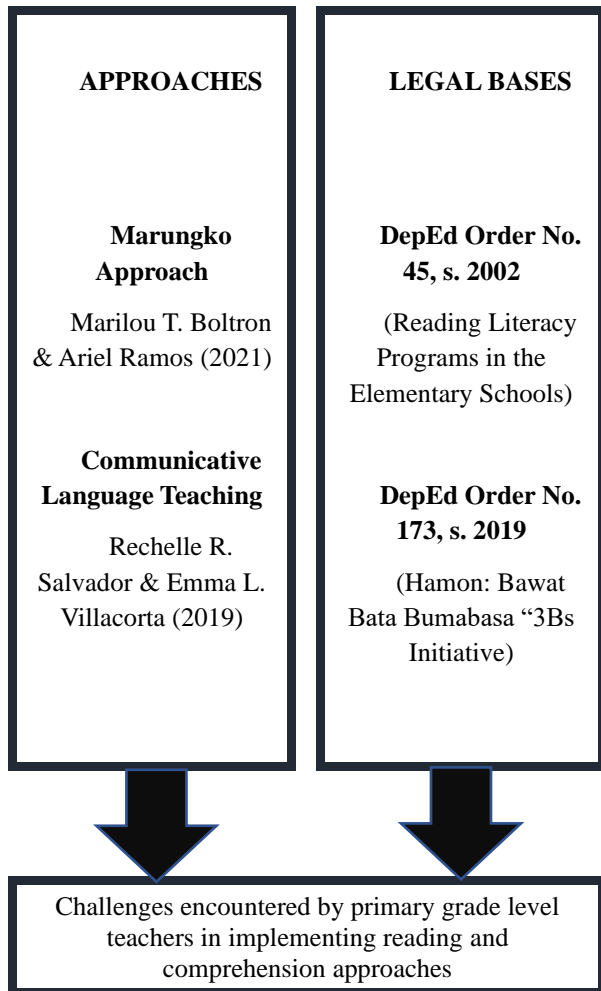 APPROACHES
Marungko
Approach
Marilou T. Boltron
& Ariel Ramos (2021)
Communicative
Language Teaching
Rechelle R.
Salvador & Emma L.
Villacorta (2019)
LEGAL BASES
DepEd Order No.
45, s. 2002
(Reading Literacy
Programs in the
Elementary Schools)
DepEd Order No.
173, s. 2019
(Hamon: Bawat
Bata Bumabasa “3Bs
Initiative)
Challenges encountered by primary grade level
teachers in implementing reading and
comprehension approaches